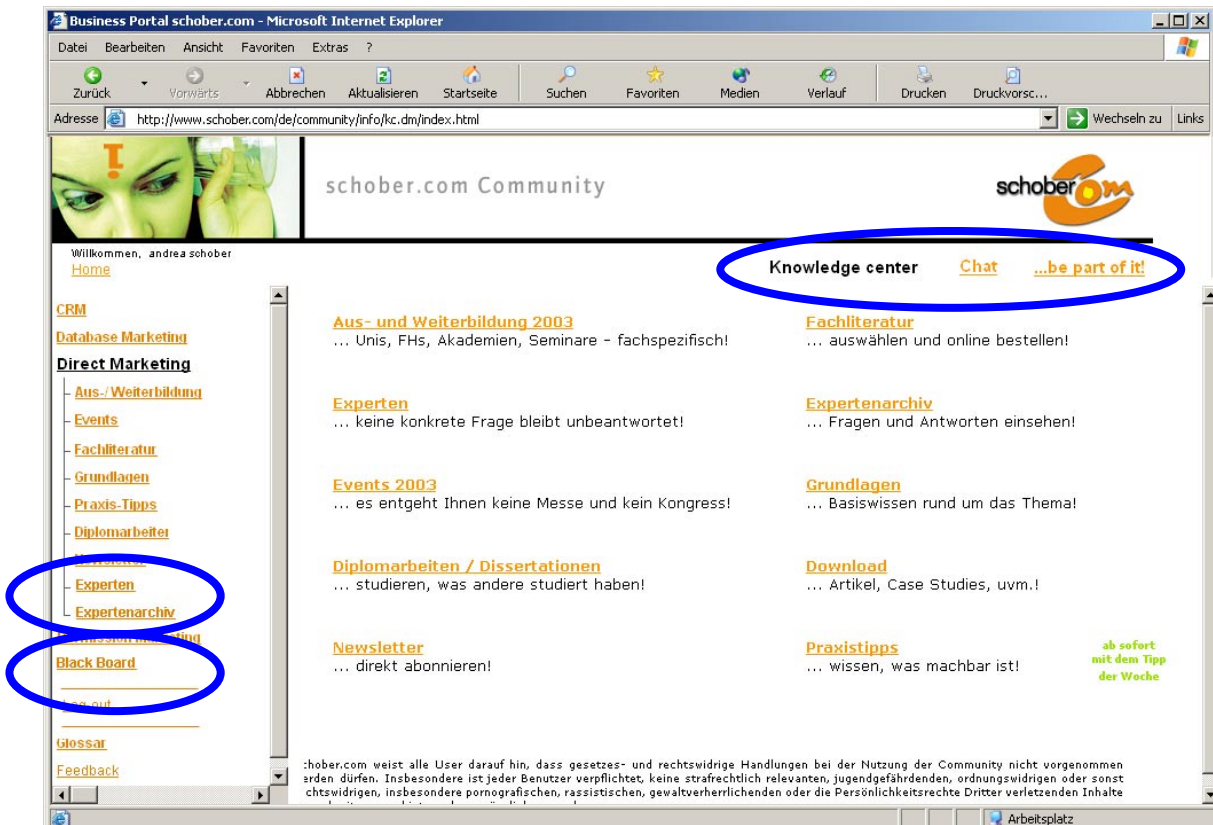 Business Portal schober.com - Microsoft Internet Explorer
Datei Bearbeiten Ansicht Favoriten Extras ?
Zurück Vorwärts Abbrechen Aktualisieren Startseite Suchen Favoriten Medien Verlauf Drucken Druckvorsc...
Adresse http://www.schober.com/de/community/info/kc.dm/index.html Wechseln zu Links
i
schober.com Community
schober.com
Willkommen, andrea schober
Home
Knowledge center Chat ...be part of it!
CRM
Database Marketing
Direct Marketing
Aus-/Weiterbildung
Events
Fachliteratur
Grundlagen
Praxis-Tipps
Diplomarbeiter
Newsletter
Experten
Expertenarchiv
Permission Marketing
Black Board
Log out
Glossar
Feedback
Aus- und Weiterbildung 2003
... Unis, FHs, Akademien, Seminare - fachspezifisch!
Fachliteratur
... auswählen und online bestellen!
Experten
... keine konkrete Frage bleibt unbeantwortet!
Expertenarchiv
... Fragen und Antworten einsehen!
Events 2003
... es entgeht Ihnen keine Messe und kein Kongress!
Grundlagen
... Basiswissen rund um das Thema!
Diplomarbeiten / Dissertationen
... studieren, was andere studiert haben!
Download
... Artikel, Case Studies, uvm.!
Newsletter
... direkt abonnieren!
Praxistipps
... wissen, was machbar ist!
ab sofort
mit dem Tipp
der Woche
chober.com weist alle User darauf hin, dass gesetzes- und rechtswidrige Handlungen bei der Nutzung der Community nicht vorgenommen
erden dürfen. Insbesondere ist jeder Benutzer verpflichtet, keine strafrechtlich relevanten, jugendgefährdenden, ordnungswidrigen oder sonst
chtswidrigen, insbesondere pornografischen, rassistischen, gewaltverherrlichenden oder die Persönlichkeitsrechte Dritter verletzenden Inhalte
Arbeitsplatz